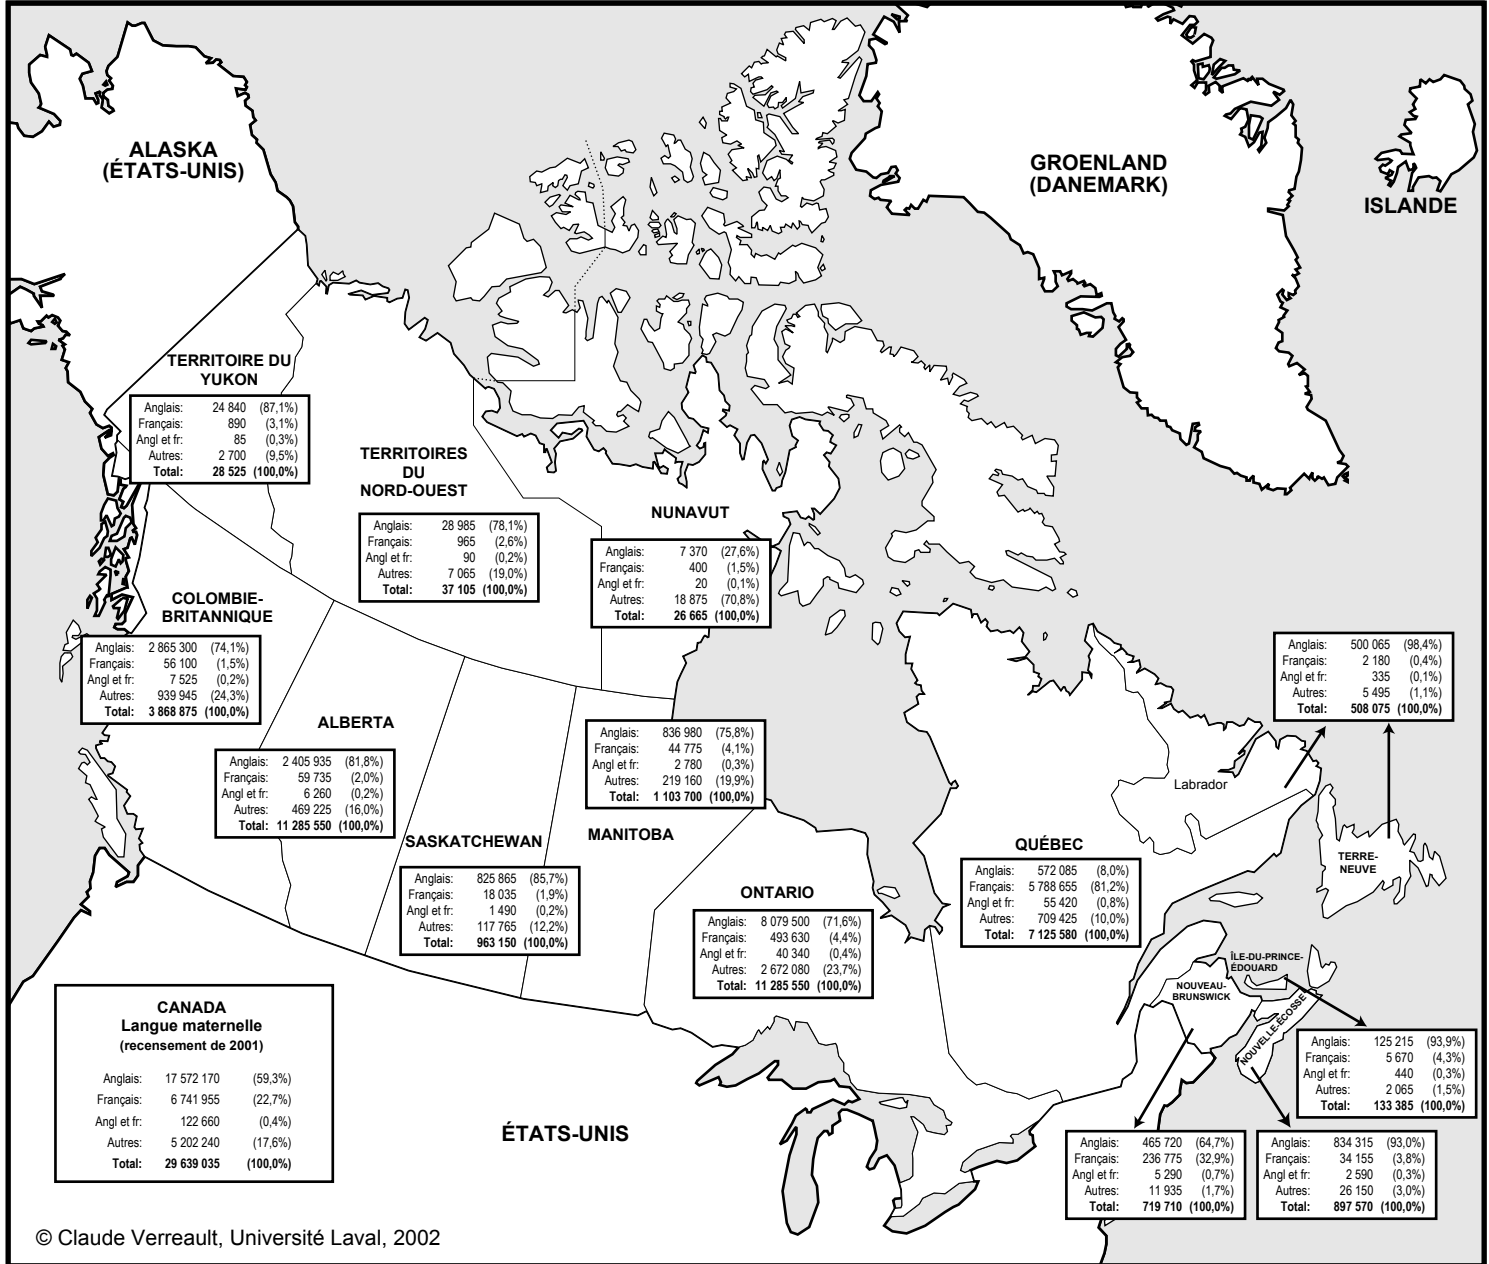 ALASKA
(ÉTATS-UNIS)
GROENLAND
(DANEMARK)
ISLANDE
TERRITOIRE DU
YUKON
Anglais: 24 840 (87,1%)
Français: 890 (3,1%)
Angl et fr: 85 (0,3%)
Autres: 2 700 (9,5%)
Total: 28 525 (100,0%)
TERRITOIRES
DU
NORD-OUEST
Anglais: 28 985 (78,1%)
Français: 965 (2,6%)
Angl et fr: 90 (0,2%)
Autres: 7 065 (19,0%)
Total: 37 105 (100,0%)
NUNAVUT
Anglais: 7 370 (27,6%)
Français: 400 (1,5%)
Angl et fr: 20 (0,1%)
Autres: 18 875 (70,8%)
Total: 26 665 (100,0%)
COLOMBIE-
BRITANNIQUE
Anglais: 2 865 300 (74,1%)
Français: 56 100 (1,5%)
Angl et fr: 7 525 (0,2%)
Autres: 939 945 (24,3%)
Total: 3 868 875 (100,0%)
Anglais: 500 065 (98,4%)
Français: 2 180 (0,4%)
Angl et fr: 335 (0,1%)
Autres: 5 495 (1,1%)
Total: 508 075 (100,0%)
ALBERTA
Anglais: 2 405 935 (81,8%)
Français: 59 735 (2,0%)
Angl et fr: 6 260 (0,2%)
Autres: 469 225 (16,0%)
Total: 11 285 550 (100,0%)
Anglais: 836 980 (75,8%)
Français: 44 775 (4,1%)
Angl et fr: 2 780 (0,3%)
Autres: 219 160 (19,9%)
Total: 1 103 700 (100,0%)
MANITOBA
Labrador
SASKATCHEWAN
Anglais: 825 865 (85,7%)
Français: 18 035 (1,9%)
Angl et fr: 1 490 (0,2%)
Autres: 117 765 (12,2%)
Total: 963 150 (100,0%)
ONTARIO
Anglais: 8 079 500 (71,6%)
Français: 493 630 (4,4%)
Angl et fr: 40 340 (0,4%)
Autres: 2 672 080 (23,7%)
Total: 11 285 550 (100,0%)
QUÉBEC
Anglais: 572 085 (8,0%)
Français: 5 788 655 (81,2%)
Angl et fr: 55 420 (0,8%)
Autres: 709 425 (10,0%)
Total: 7 125 580 (100,0%)
TERRE-
NEUVE
ÎLE-DU-PRINCE-
ÉDOUARD
NOUVEAU-
BRUNSWICK
NOUVELLE-ÉCOSSE
Anglais: 125 215 (93,9%)
Français: 5 670 (4,3%)
Angl et fr: 440 (0,3%)
Autres: 2 065 (1,5%)
Total: 133 385 (100,0%)
Anglais: 465 720 (64,7%)
Français: 236 775 (32,9%)
Angl et fr: 5 290 (0,7%)
Autres: 11 935 (1,7%)
Total: 719 710 (100,0%)
Anglais: 834 315 (93,0%)
Français: 34 155 (3,8%)
Angl et fr: 2 590 (0,3%)
Autres: 26 150 (3,0%)
Total: 897 570 (100,0%)
CANADA
Langue maternelle
(recensement de 2001)
Anglais: 17 572 170 (59,3%)
Français: 6 741 955 (22,7%)
Angl et fr: 122 660 (0,4%)
Autres: 5 202 240 (17,6%)
Total: 29 639 035 (100,0%)
ÉTATS-UNIS
© Claude Verreault, Université Laval, 2002